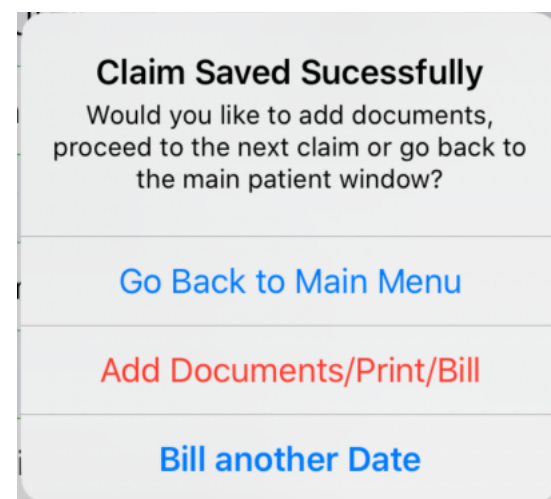 Claim Saved Sucessfully
Would you like to add documents,
proceed to the next claim or go back to
the main patient window?
Go Back to Main Menu
Add Documents/Print/Bill
Bill another Date